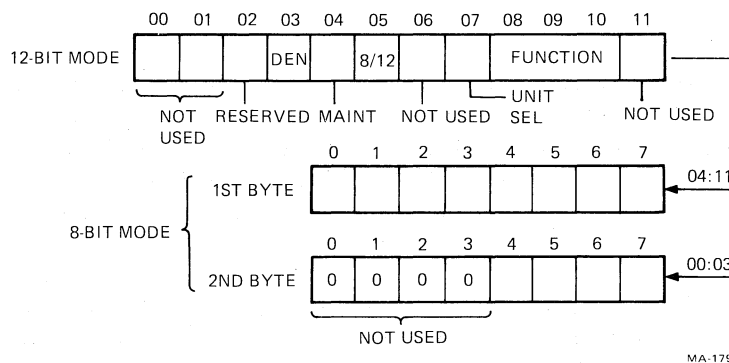 00 01 02 03 04 05 06 07 08 09 10 11
12-BIT MODE DEN 8/12 FUNCTION
NOT USED RESERVED MAINT NOT USED UNIT SEL NOT USED
0 1 2 3 4 5 6 7
1ST BYTE 04:11
8-BIT MODE
0 1 2 3 4 5 6 7
2ND BYTE 0 0 0 0 00:03
NOT USED
MA-179